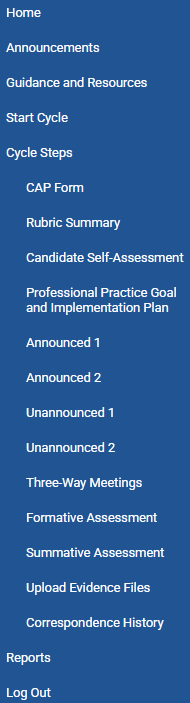 Home
Announcements
Guidance and Resources
Start Cycle
Cycle Steps
CAP Form
Rubric Summary
Candidate Self-Assessment
Professional Practice Goal
and Implementation Plan
Announced 1
Announced 2
Unannounced 1
Unannounced 2
Three-Way Meetings
Formative Assessment
Summative Assessment
Upload Evidence Files
Correspondence History
Reports
Log Out